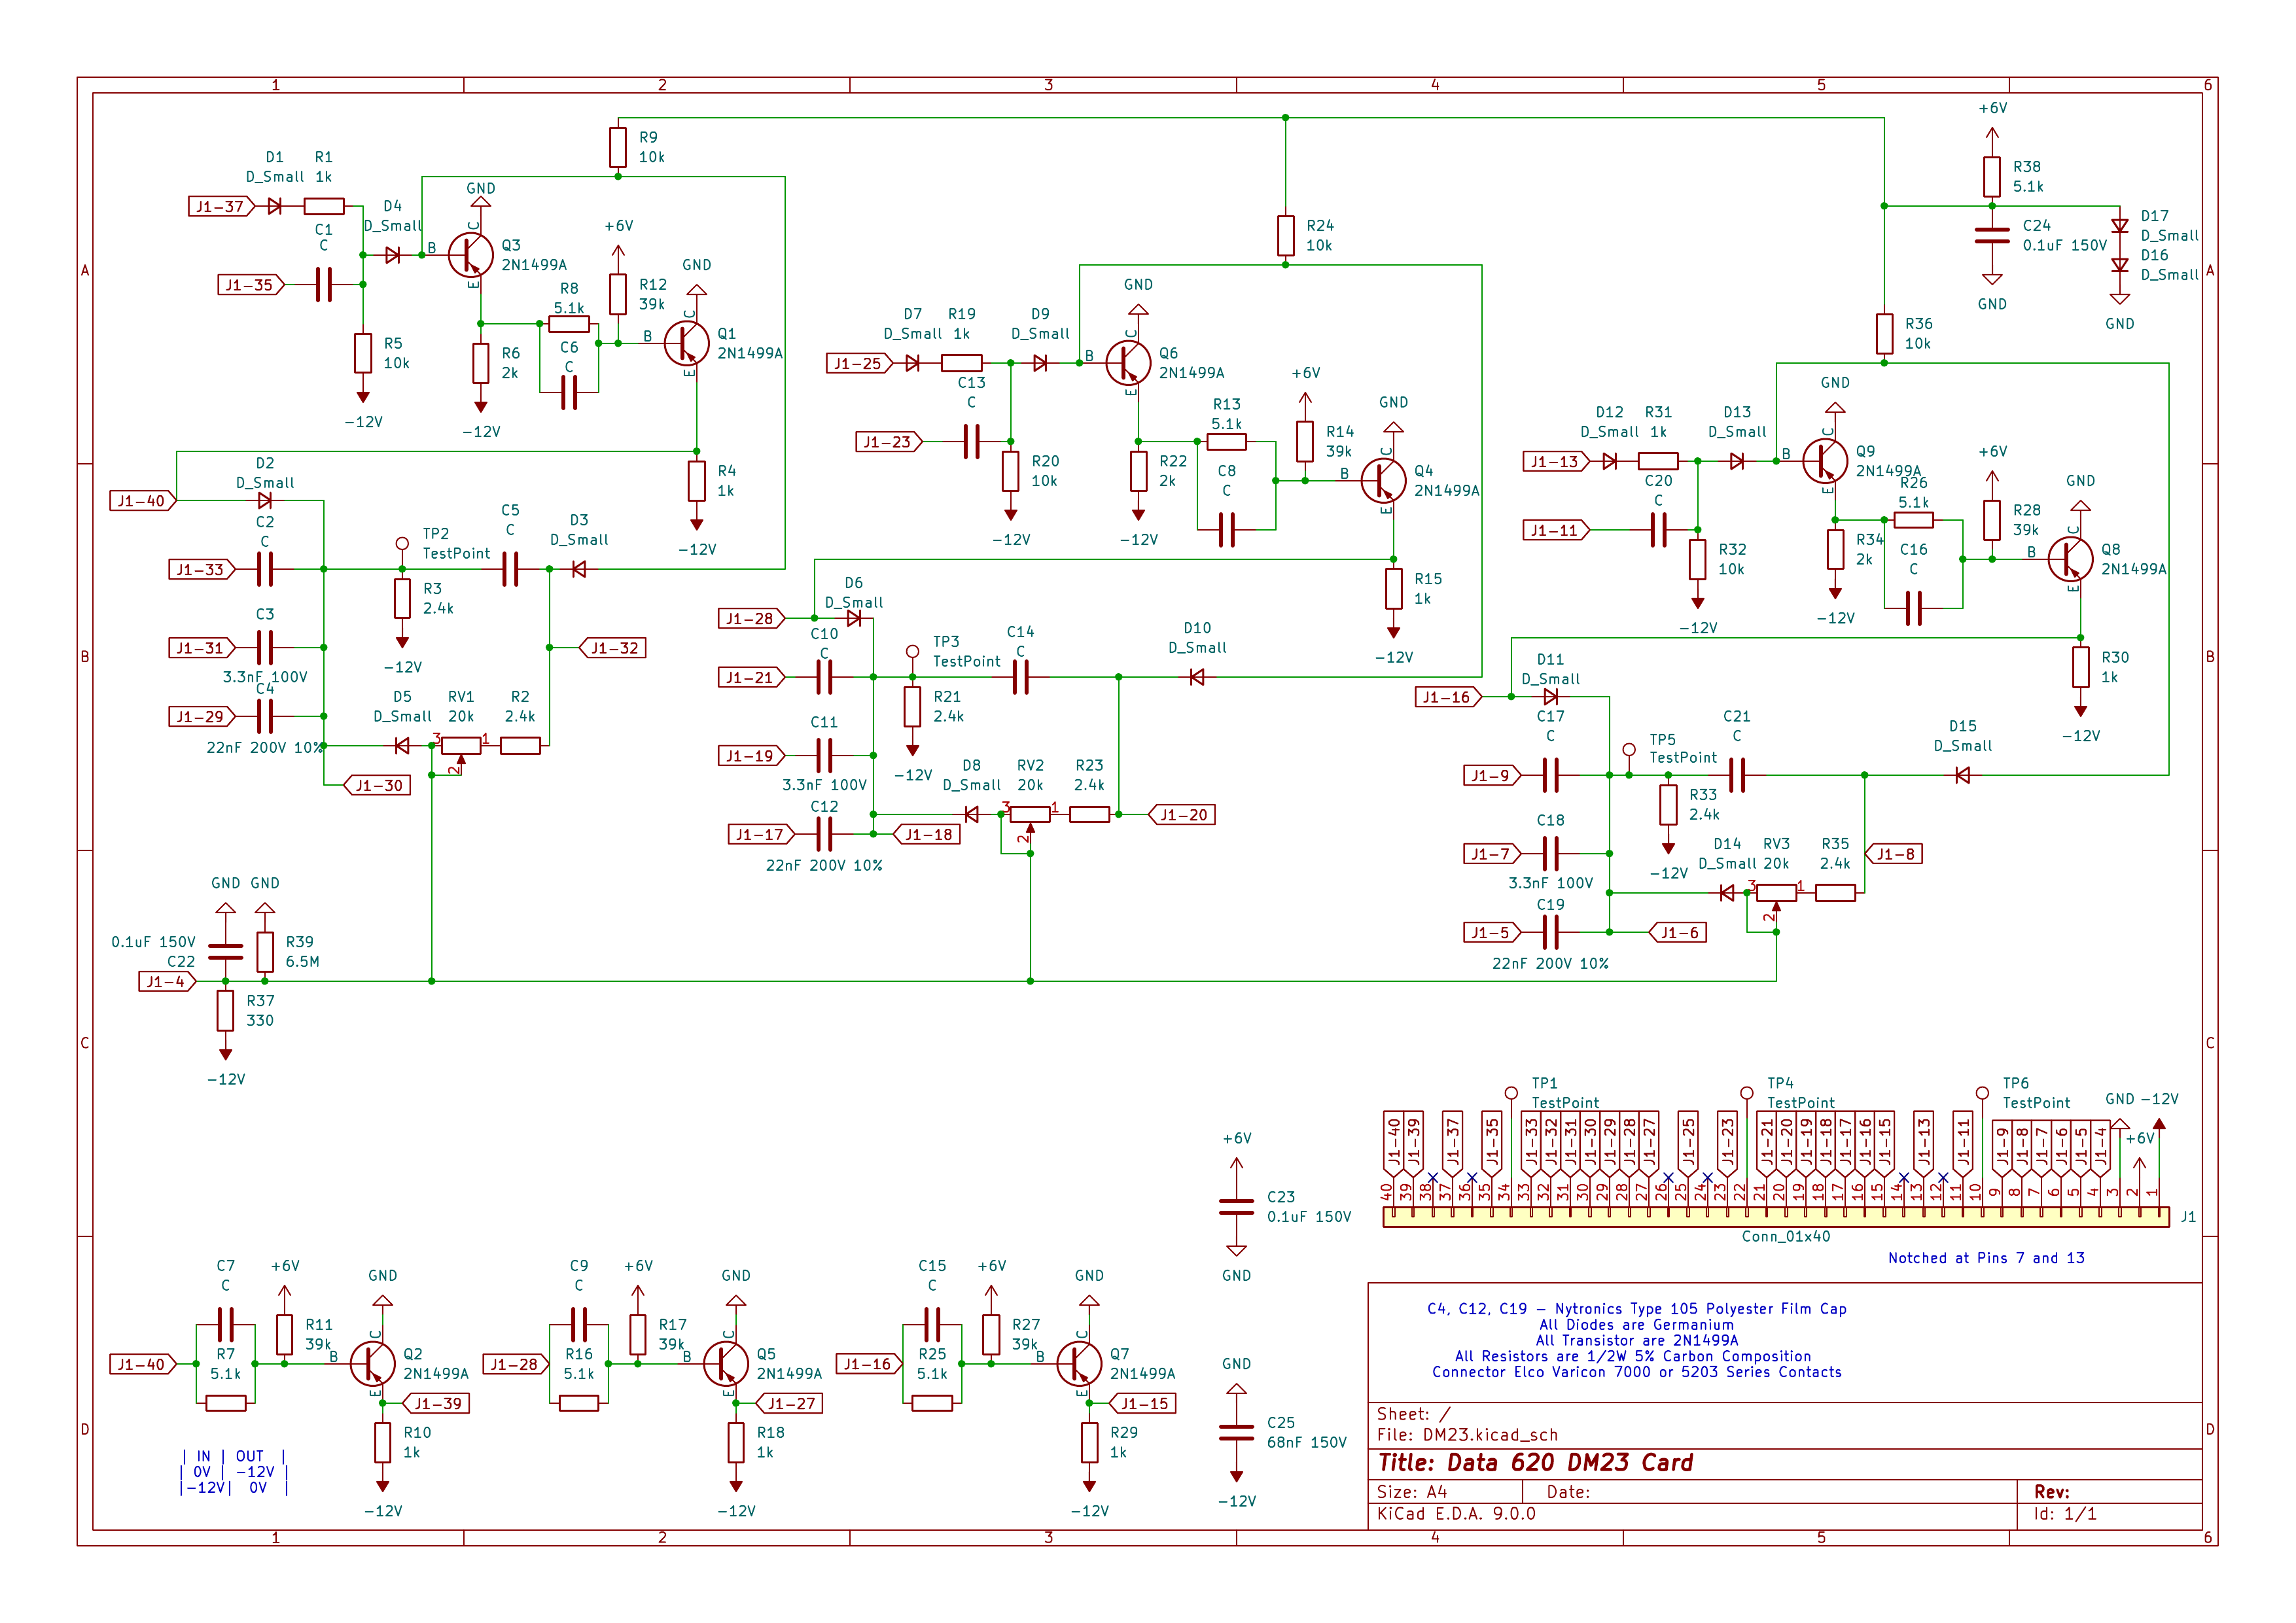 1 2 3 4 5 6
A
B
C
D
R9
10k
D1
D_Small
R1
1k
J1-37
C1
C
J1-35
D4
D_Small
R5
10k
-12V
GND
B
C
E
Q3
2N1499A
R6
2k
-12V
R8
5.1k
C6
C
+6V
R12
39k
GND
B
C
E
Q1
2N1499A
R4
1k
-12V
J1-40
D2
D_Small
C2
C
J1-33
C3
J1-31
3.3nF 100V
C4
J1-29
22nF 200V 10%
TP2
TestPoint
R3
2.4k
-12V
C5
C
D3
D_Small
J1-32
D5
D_Small
RV1
20k
3 1
2
R2
2.4k
J1-30
R24
10k
D7
D_Small
R19
1k
J1-25
C13
C
J1-23
D9
D_Small
R20
10k
-12V
GND
B
C
E
Q6
2N1499A
R22
2k
-12V
R13
5.1k
C8
C
+6V
R14
39k
GND
B
C
E
Q4
2N1499A
R15
1k
-12V
J1-28
D6
D_Small
C10
C
J1-21
C11
J1-19
3.3nF 100V
C12
J1-17
22nF 200V 10%
TP3
TestPoint
R21
2.4k
-12V
C14
C
D10
D_Small
D8
D_Small
RV2
20k
3 1
2
R23
2.4k
J1-20
J1-18
+6V
R38
5.1k
C24
0.1uF 150V
GND
D17
D_Small
D16
D_Small
GND
R36
10k
D12
D_Small
R31
1k
J1-13
C20
C
J1-11
D13
D_Small
R32
10k
-12V
GND
B
C
E
Q9
2N1499A
R34
2k
-12V
R26
5.1k
C16
C
+6V
R28
39k
GND
B
C
E
Q8
2N1499A
R30
1k
-12V
J1-16
D11
D_Small
C17
C
J1-9
C18
J1-7
3.3nF 100V
C19
J1-5
22nF 200V 10%
TP5
TestPoint
R33
2.4k
-12V
C21
C
D15
D_Small
D14
D_Small
RV3
20k
3 1
2
R35
2.4k
J1-8
J1-6
GND GND
0.1uF 150V
C22
R39
6.5M
J1-4
R37
330
-12V
TP1
TestPoint
TP4
TestPoint
TP6
TestPoint
GND -12V
+6V
J1-40 J1-39 J1-37 J1-35 J1-33 J1-32 J1-31 J1-30 J1-29 J1-28 J1-27 J1-25 J1-23 J1-21 J1-20 J1-19 J1-18 J1-17 J1-16 J1-15 J1-13 J1-11 J1-9 J1-8 J1-7 J1-6 J1-5 J1-4
40 39 38 37 36 35 34 33 32 31 30 29 28 27 26 25 24 23 22 21 20 19 18 17 16 15 14 13 12 11 10 9 8 7 6 5 4 3 2 1
J1
Conn_01x40
Notched at Pins 7 and 13
+6V
C23
0.1uF 150V
GND
GND
C25
68nF 150V
-12V
C7
C
+6V
R11
39k
GND
J1-40
R7
5.1k
B
C
E
Q2
2N1499A
J1-39
R10
1k
-12V
C9
C
+6V
R17
39k
GND
J1-28
R16
5.1k
B
C
E
Q5
2N1499A
J1-27
R18
1k
-12V
C15
C
+6V
R27
39k
GND
J1-16
R25
5.1k
B
C
E
Q7
2N1499A
J1-15
R29
1k
-12V
| IN | OUT |
| 0V | -12V |
|-12V| 0V |
C4, C12, C19 - Nytronics Type 105 Polyester Film Cap
All Diodes are Germanium
All Transistor are 2N1499A
All Resistors are 1/2W 5% Carbon Composition
Connector Elco Varicon 7000 or 5203 Series Contacts
Sheet: /
File: DM23.kicad_sch
Title: Data 620 DM23 Card
Size: A4 Date: Rev:
KiCad E.D.A. 9.0.0 Id: 1/1
1 2 3 4 5 6
A
B
C
D